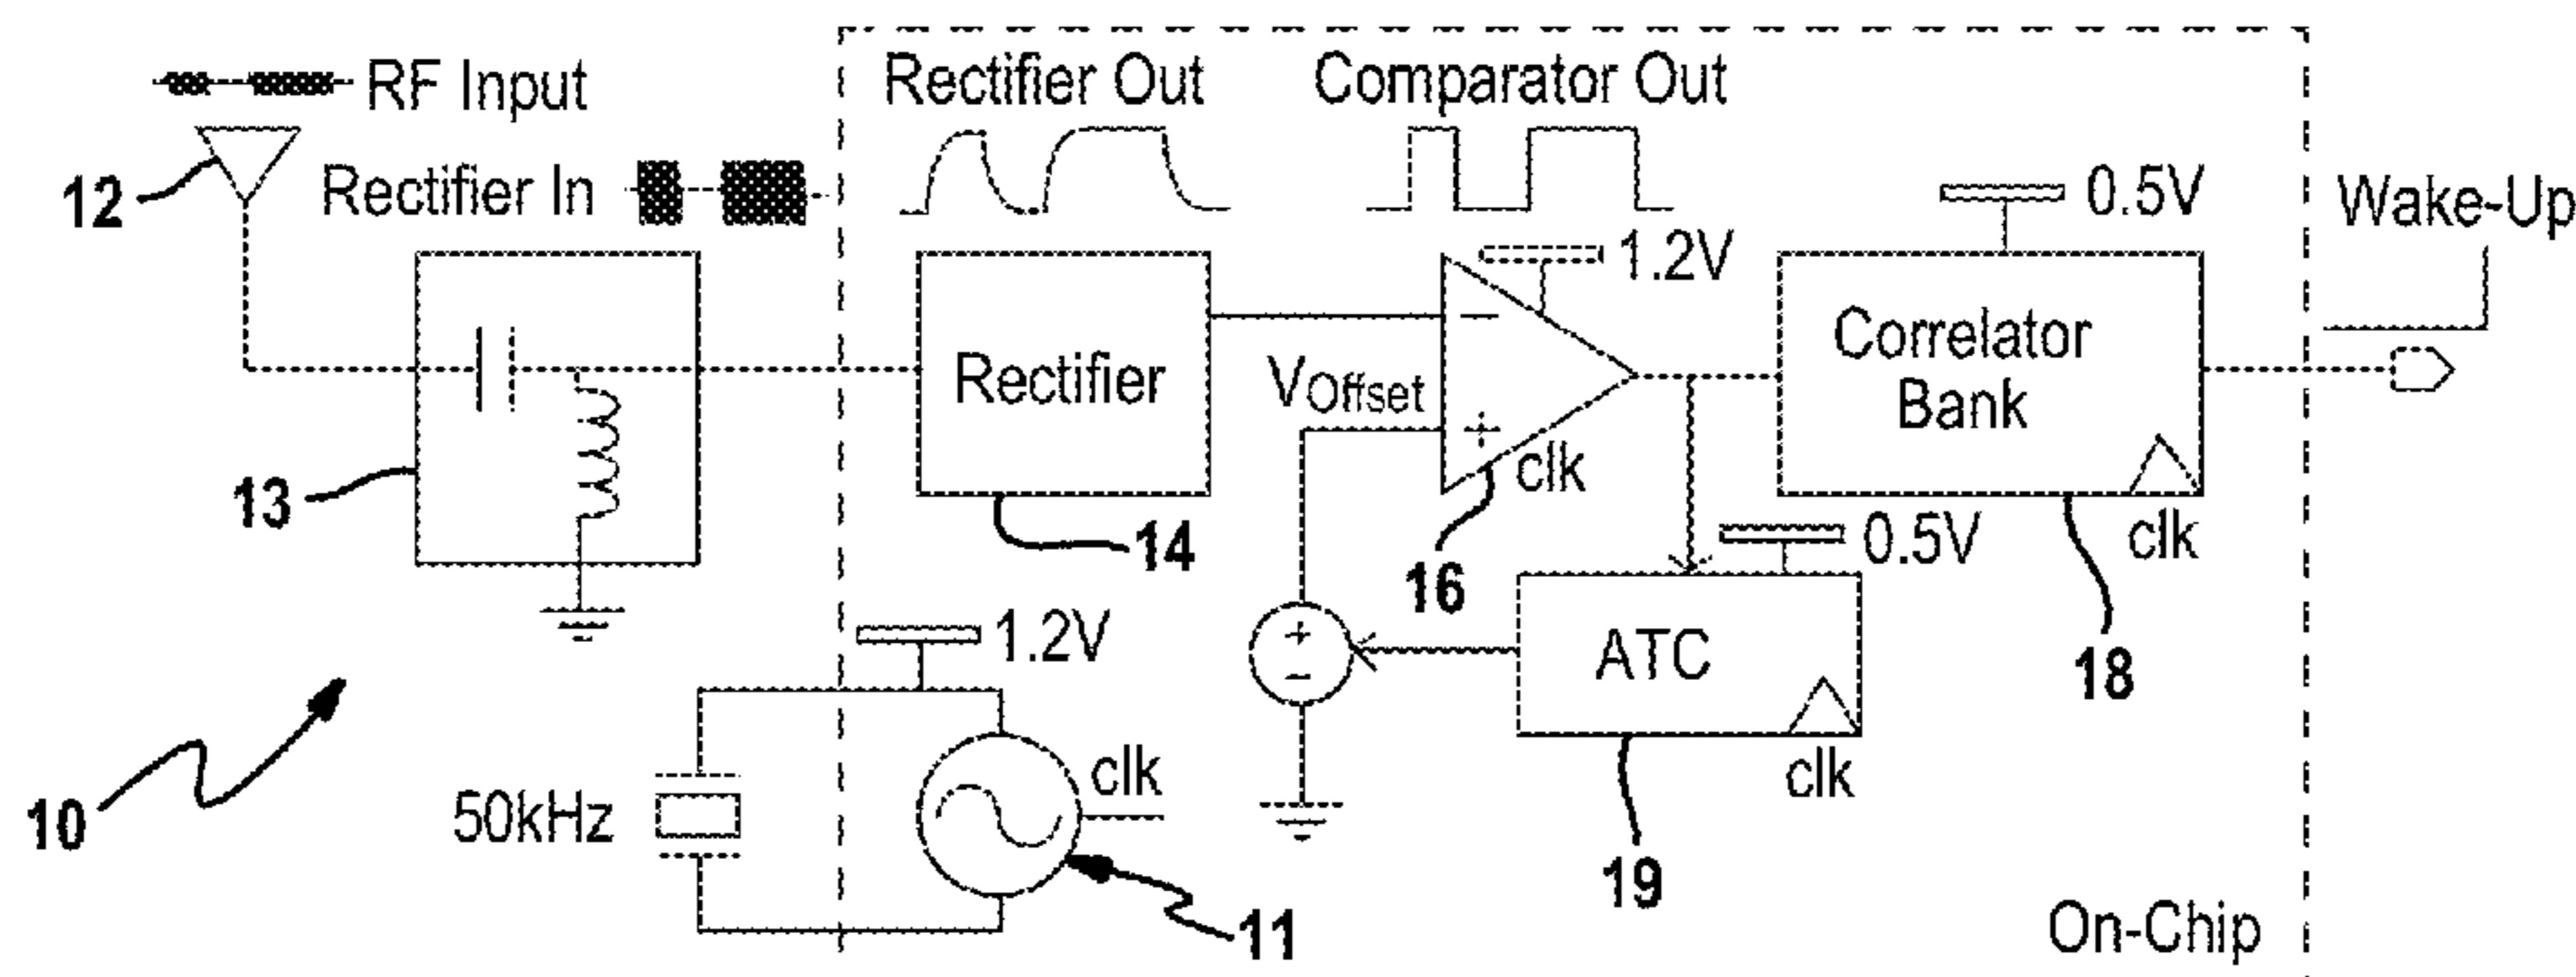 RF Input
Rectifier Out
Comparator Out
12
Rectifier In
0.5V
Wake-Up
1.2V
Rectifier
VOffset
−
+
clk
Correlator
Bank
clk
13
14
16
0.5V
18
1.2V
+
−
ATC
clk
10
50kHz
clk
19
11
On-Chip